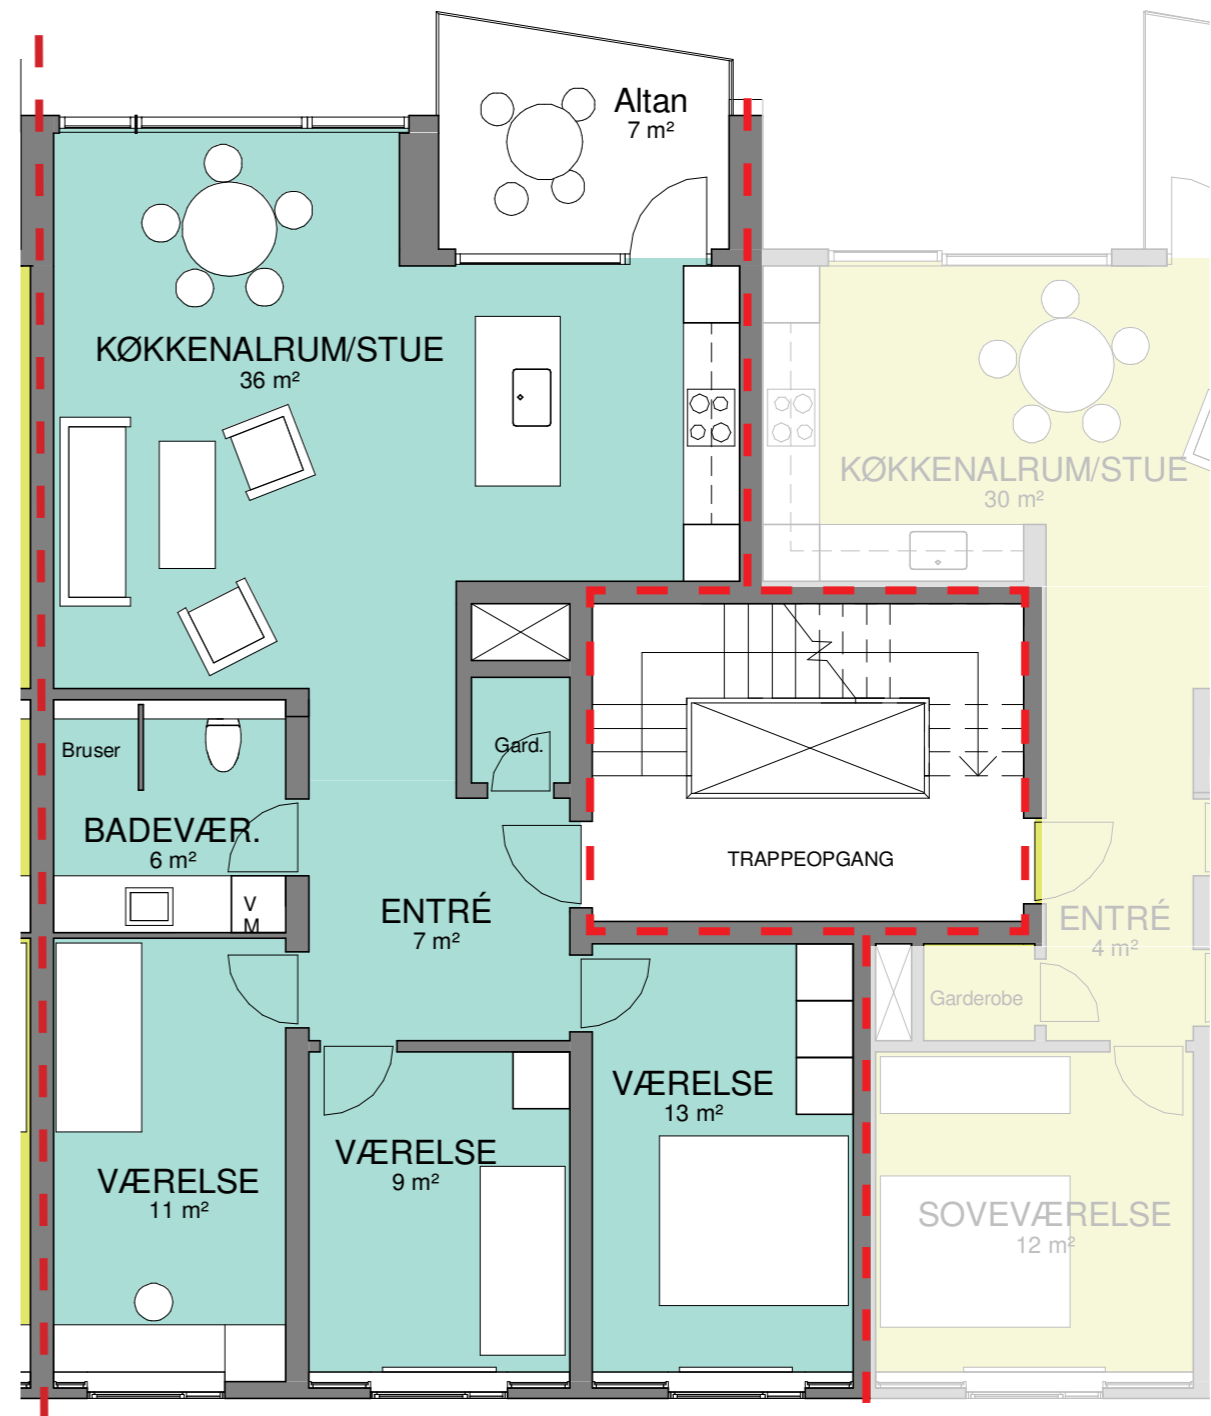 Altan
7 m²
KØKKENALRUM/STUE
36 m²
KØKKENALRUM/STUE
30 m²
Bruser
Gard.
BADEVÆR.
6 m²
TRAPPEOPGANG
V
M
ENTRÉ
7 m²
ENTRÉ
4 m²
Garderobe
VÆRELSE
13 m²
VÆRELSE
9 m²
VÆRELSE
11 m²
SOVEVÆRELSE
12 m²